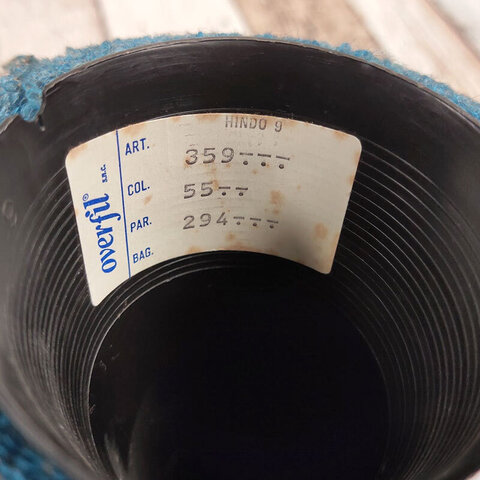 HINDO 9
overfil® s.n.c.
ART. 359---
COL. 55--
PAR. 294---
BAG.